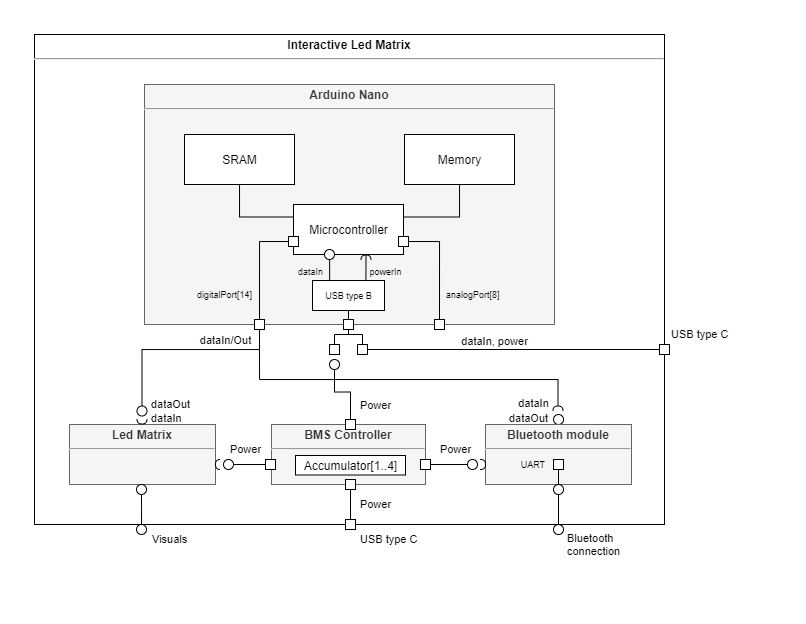 Interactive Led Matrix
Arduino Nano
SRAM
Memory
Microcontroller
dataIn
powerIn
digitalPort[14]
USB type B
analogPort[8]
dataIn/Out
dataIn, power
USB type C
dataOut
dataIn
Power
dataIn
dataOut
Led Matrix
BMS Controller
Bluetooth module
Power
Accumulator[1..4]
Power
UART
Power
Visuals
USB type C
Bluetooth
connection